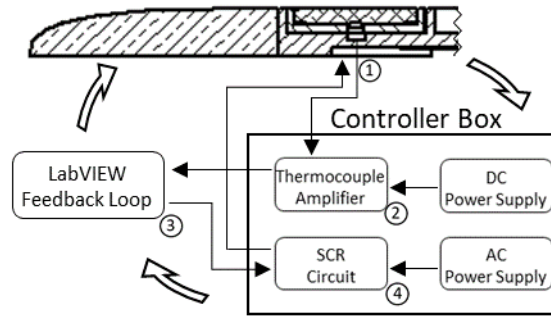 ①
Controller Box
LabVIEW
Feedback Loop
③
Thermocouple
Amplifier
②
DC
Power Supply
SCR
Circuit
④
AC
Power Supply